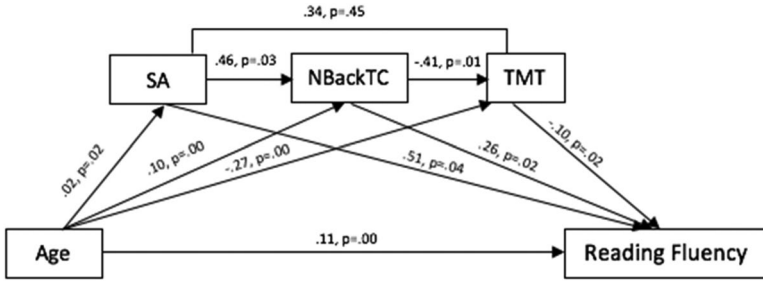 .34, p=.45
.46, p=.03
-.41, p=.01
SA
NBackTC
TMT
.02, p=.02
.10, p=.00
-.27, p=.00
.51, p=.04
.26, p=.02
-.10, p=.02
.11, p=.00
Age
Reading Fluency